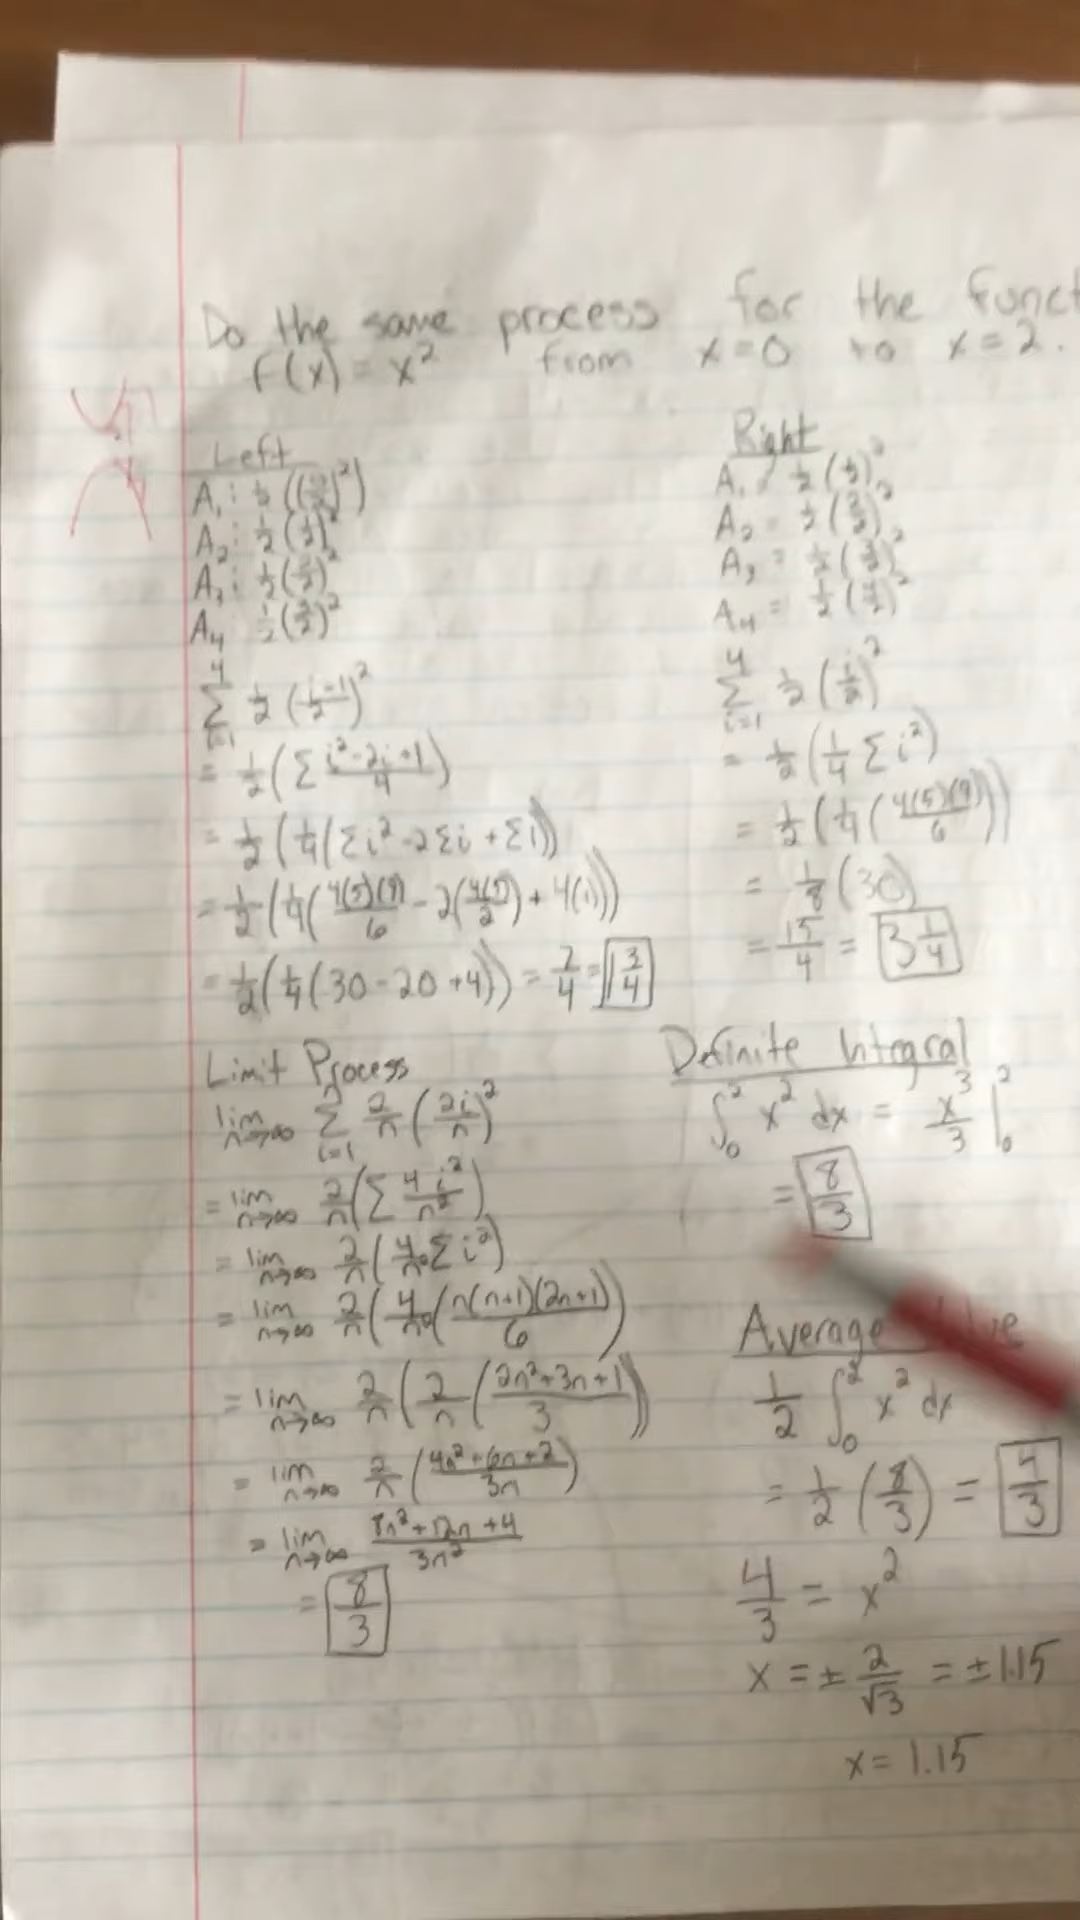 Do the same process for the funct
f(x) = x² from x=0 to x=2.
Left
A₁: ½((0/2)²)
A₂: ½(½)²
A₃: ½(2/2)²
A₄ ½(3/2)²
4 Σ i=1 ½((i-1)/2)²
= ½(Σ (i²-2i+1)/4)
= ½(¼(Σi²-2Σi+Σ1))
= ½(¼(4(5)(9)/6 - 2(4(5)/2) + 4(1)))
= ½(¼(30-20+4)) = 7/4 = 1 3/4
Right
A₁ = ½(½)²
A₂ = ½(2/2)²
A₃ = ½(3/2)²
A₄ = ½(4/2)²
4 Σ i=1 ½(i/2)²
= ½(¼ Σ i²)
= ½(¼(4(5)(9)/6))
= 1/8(30)
= 15/4 = 3 1/4
Limit Process
lim n→∞ n Σ i=1 2/n (2i/n)²
= lim n→∞ 2/n (Σ 4i²/n²)
= lim n→∞ 2/n (4/n² Σ i²)
= lim n→∞ 2/n (4/n² (n(n+1)(2n+1)/6)
= lim n→∞ 2/n (2/n ((2n²+3n+1)/3))
= lim n→∞ 2/n ((4n²+6n+2)/3n)
= lim n→∞ (8n²+12n+4)/3n²
= 8/3
Definite Intgral
∫₀² x² dx = x³/3 |₀²
= 8/3
Average
1/2 ∫₀² x² dx
= 1/2 (8/3) = 4/3
4/3 = x²
x = ± 2/√3 = ±1.15
x = 1.15